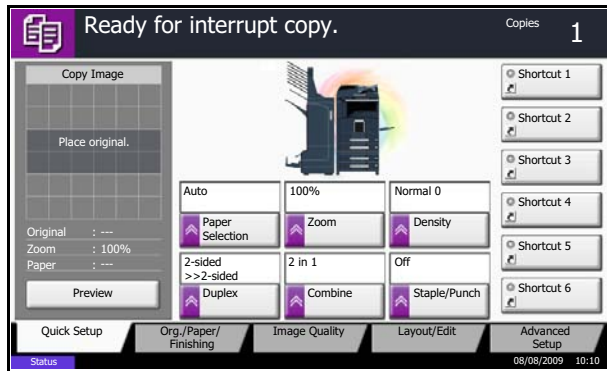 Ready for interrupt copy.
Copies 1
Copy Image
Place original.
Original : ---
Zoom : 100%
Paper : ---
Preview
Auto
Paper
Selection
100%
Zoom
Normal 0
Density
2-sided
>>2-sided
Duplex
2 in 1
Combine
Off
Staple/Punch
Shortcut 1
Shortcut 2
Shortcut 3
Shortcut 4
Shortcut 5
Shortcut 6
Quick Setup
Org./Paper/
Finishing
Image Quality
Layout/Edit
Advanced
Setup
Status
08/08/2009 10:10